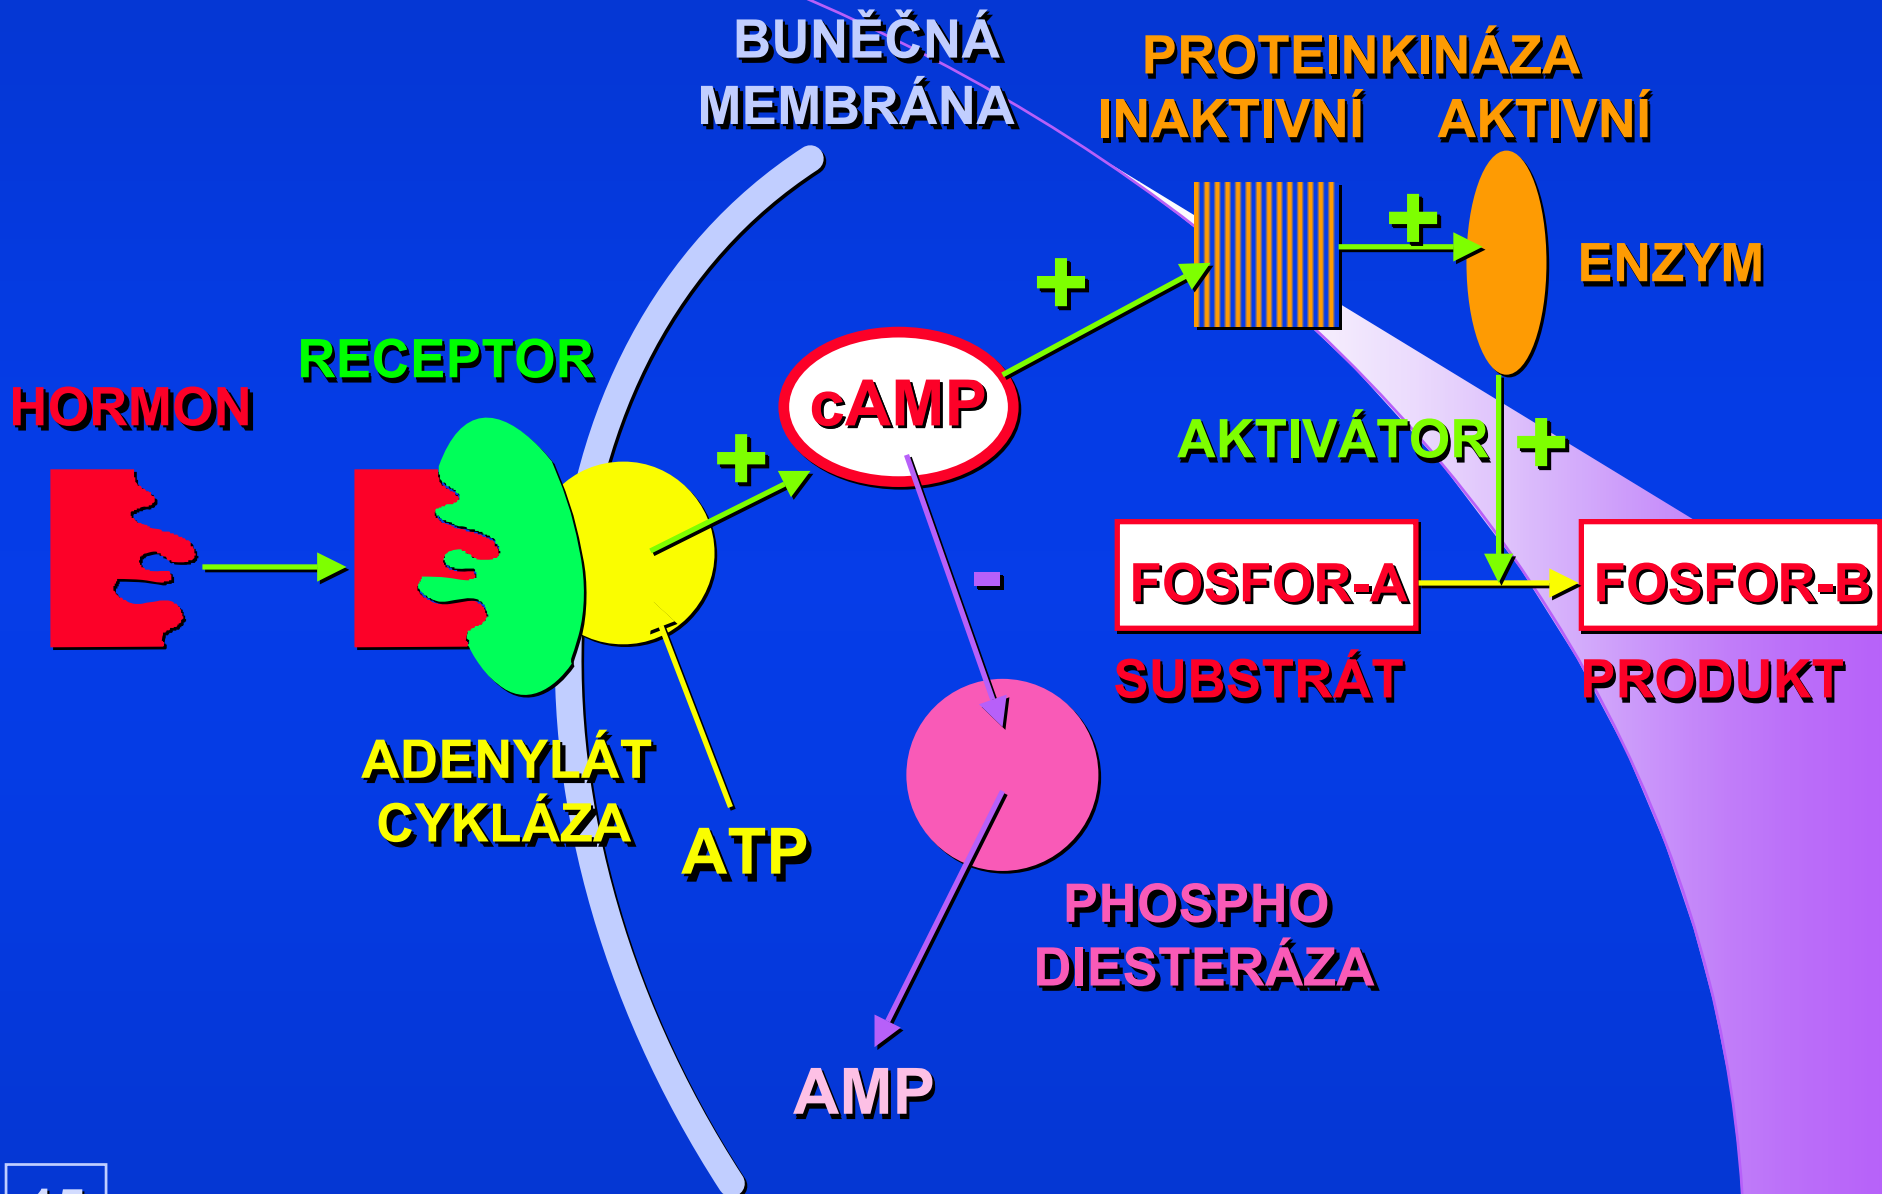 BUNĚČNÁ
MEMBRÁNA
PROTEINKINÁZA
INAKTIVNÍ AKTIVNÍ
+
ENZYM
+
RECEPTOR
HORMON
cAMP
+
AKTIVÁTOR +
-
FOSFOR-A
FOSFOR-B
SUBSTRÁT
PRODUKT
ADENYLÁT
CYKLÁZA
ATP
PHOSPHO
DIESTERÁZA
AMP